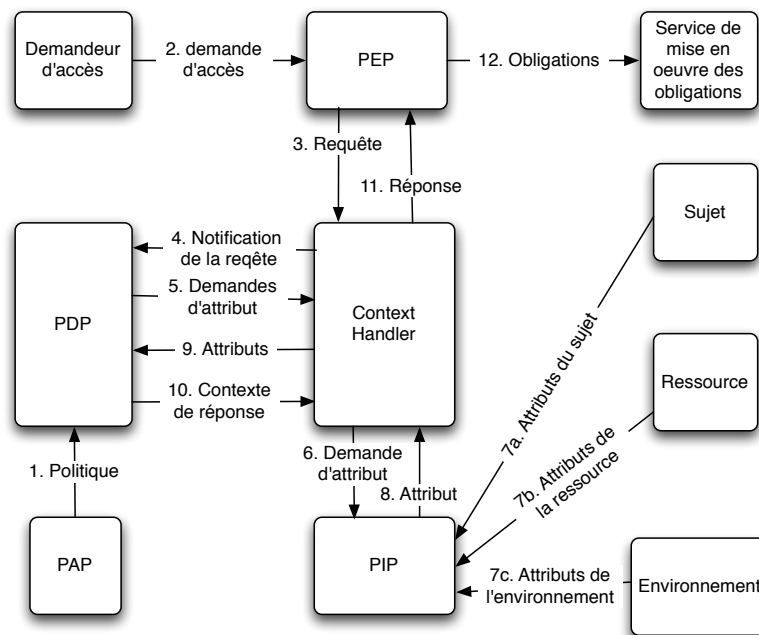 Demandeur
d'accès
2. demande
d'accès
PEP
12. Obligations
Service de
mise en
oeuvre des
obligations
3. Requête
11. Réponse
Sujet
4. Notification
de la reqête
5. Demandes
d'attribut
PDP
Context
Handler
9. Attributs
10. Contexte
de réponse
7a. Attributs du sujet
Ressource
6. Demande
d'attribut
8. Attribut
7b. Attributs de
la ressource
1. Politique
PAP
PIP
7c. Attributs de
l'environnement
Environnement